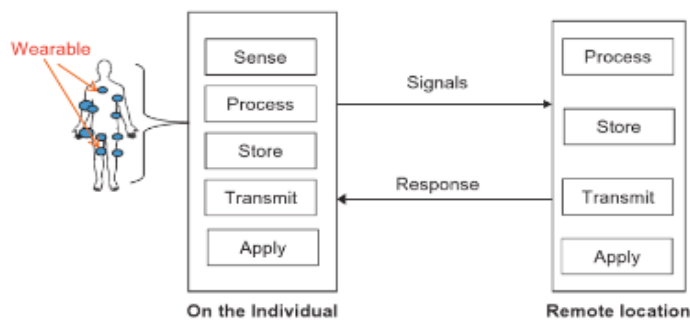 Wearable
Sense
Process
Store
Transmit
Apply
On the Individual
Signals
Response
Process
Store
Transmit
Apply
Remote location